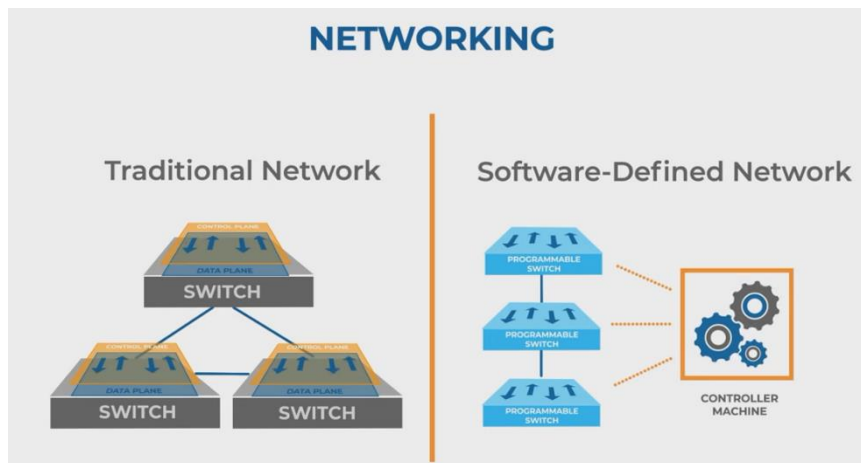 NETWORKING
Traditional Network
CONTROL PLANE
DATA PLANE
SWITCH
CONTROL PLANE
DATA PLANE
SWITCH
CONTROL PLANE
DATA PLANE
SWITCH
Software-Defined Network
PROGRAMMABLE
SWITCH
PROGRAMMABLE
SWITCH
PROGRAMMABLE
SWITCH
CONTROLLER
MACHINE